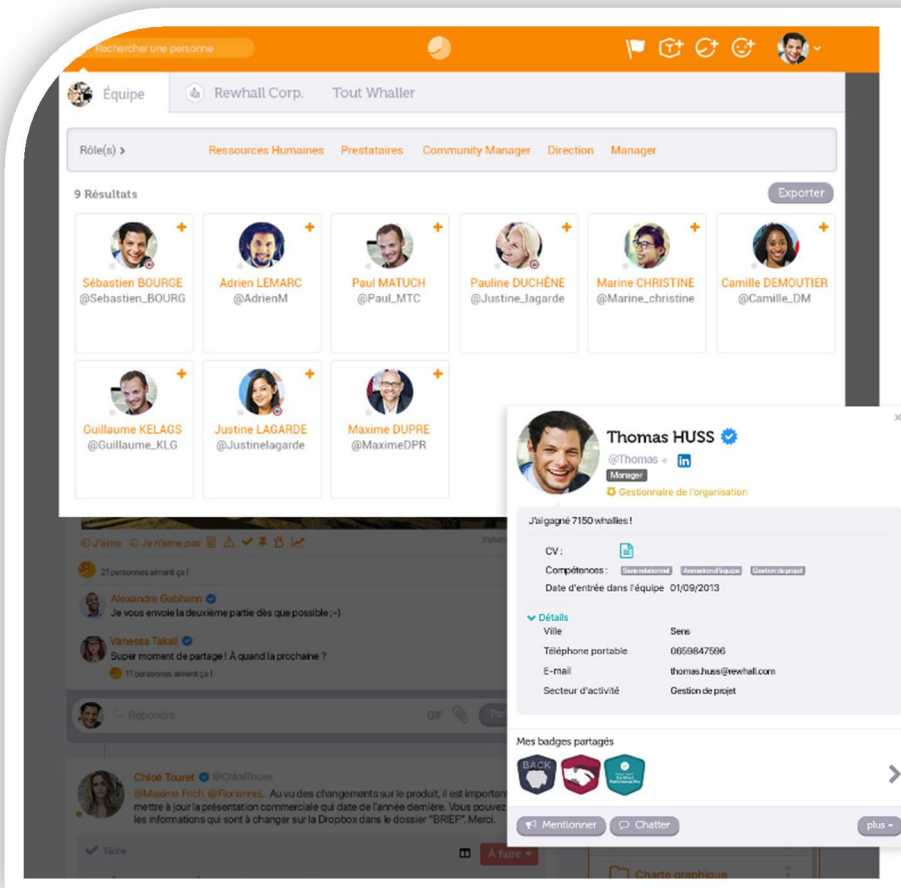 Rechercher une personne
Équipe
Rewhall Corp.
Tout Whaller
Rôle(s) >
Ressources Humaines
Prestataires
Community Manager
Direction
Manager
9 Résultats
Exporter
Sébastien BOURGE
@Sebastien_BOURG
Adrien LEMARC
@AdrienM
Paul MATUCH
@Paul_MTC
Pauline DUCHÊNE
@Justine_lagarde
Marine CHRISTINE
@Marine_christine
Camille DEMOUTIER
@Camille_DM
Guillaume KELAGS
@Guillaume_KLG
Justine LAGARDE
@Justinelagarde
Maxime DUPRE
@MaximeDPR
Thomas HUSS
@Thomas
in
Manager
Gestionnaire de l'organisation
J'ai gagné 7150 whallies !
CV :
Compétences : Sens relationnel Animation d'équipe Gestion de projet
Date d'entrée dans l'équipe 01/09/2013
Détails
Ville Sens
Téléphone portable 0659847596
E-mail thomas.huss@rewhall.com
Secteur d'activité Gestion de projet
Mes badges partagés
BACK
Mentionner
Chatter
plus
J'aime
Je n'aime pas
21 personnes aiment ça !
Alexandra Gabhann
Je vous envoie la deuxième partie dès que possible ;-)
Vanessa Takali
Super moment de partage ! À quand la prochaine ?
11 personnes aiment ça !
Répondre
GIF
Chloé Touret @ChloéTouret
@Maxime Frich @FlorianneL Au vu des changements sur le produit, il est important
mettre à jour la présentation commerciale qui date de l'année dernière. Vous pouvez
les informations qui sont à changer sur la Dropbox dans le dossier "BRIEF". Merci.
Tâche
À faire
Charte graphique